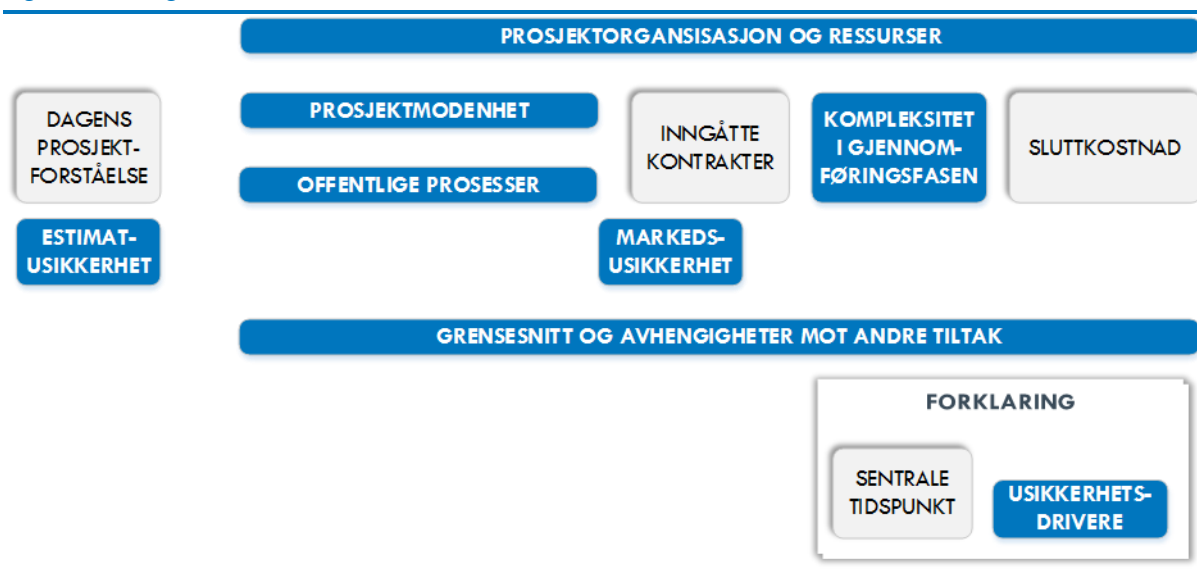 PROSJEKTORGANSISASJON OG RESSURSER
DAGENS
PROSJEKT-
FORSTÅELSE
PROSJEKTMODENHET
OFFENTLIGE PROSESSER
INNGÅTTE
KONTRAKTER
KOMPLEKSITET
I GJENNOM-
FØRINGSFASEN
SLUTTKOSTNAD
ESTIMAT-
USIKKERHET
MARKEDS-
USIKKERHET
GRENSESNITT OG AVHENGIGHETER MOT ANDRE TILTAK
FORKLARING
SENTRALE
TIDSPUNKT
USIKKERHETS-
DRIVERE